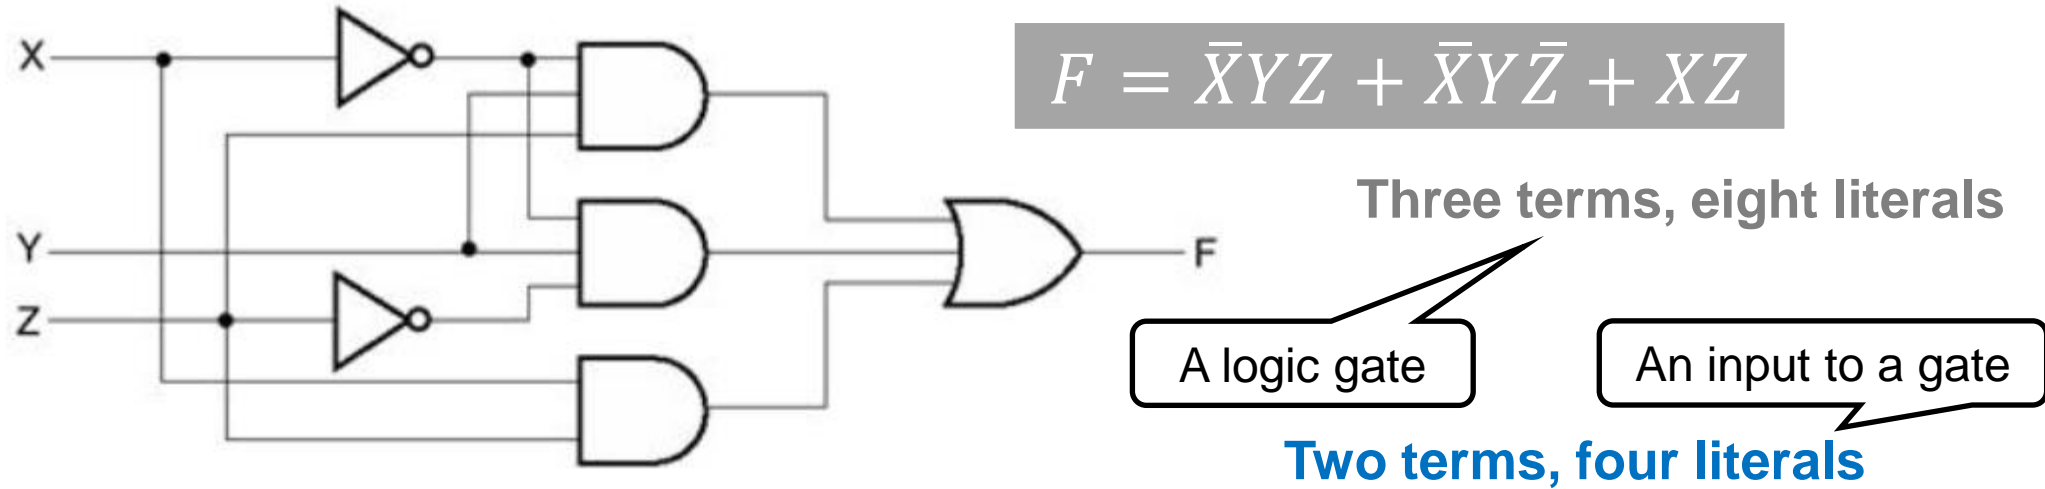 X
Y
Z
F
F = X̅YZ + X̅YZ̅ + XZ
Three terms, eight literals
A logic gate
An input to a gate
Two terms, four literals